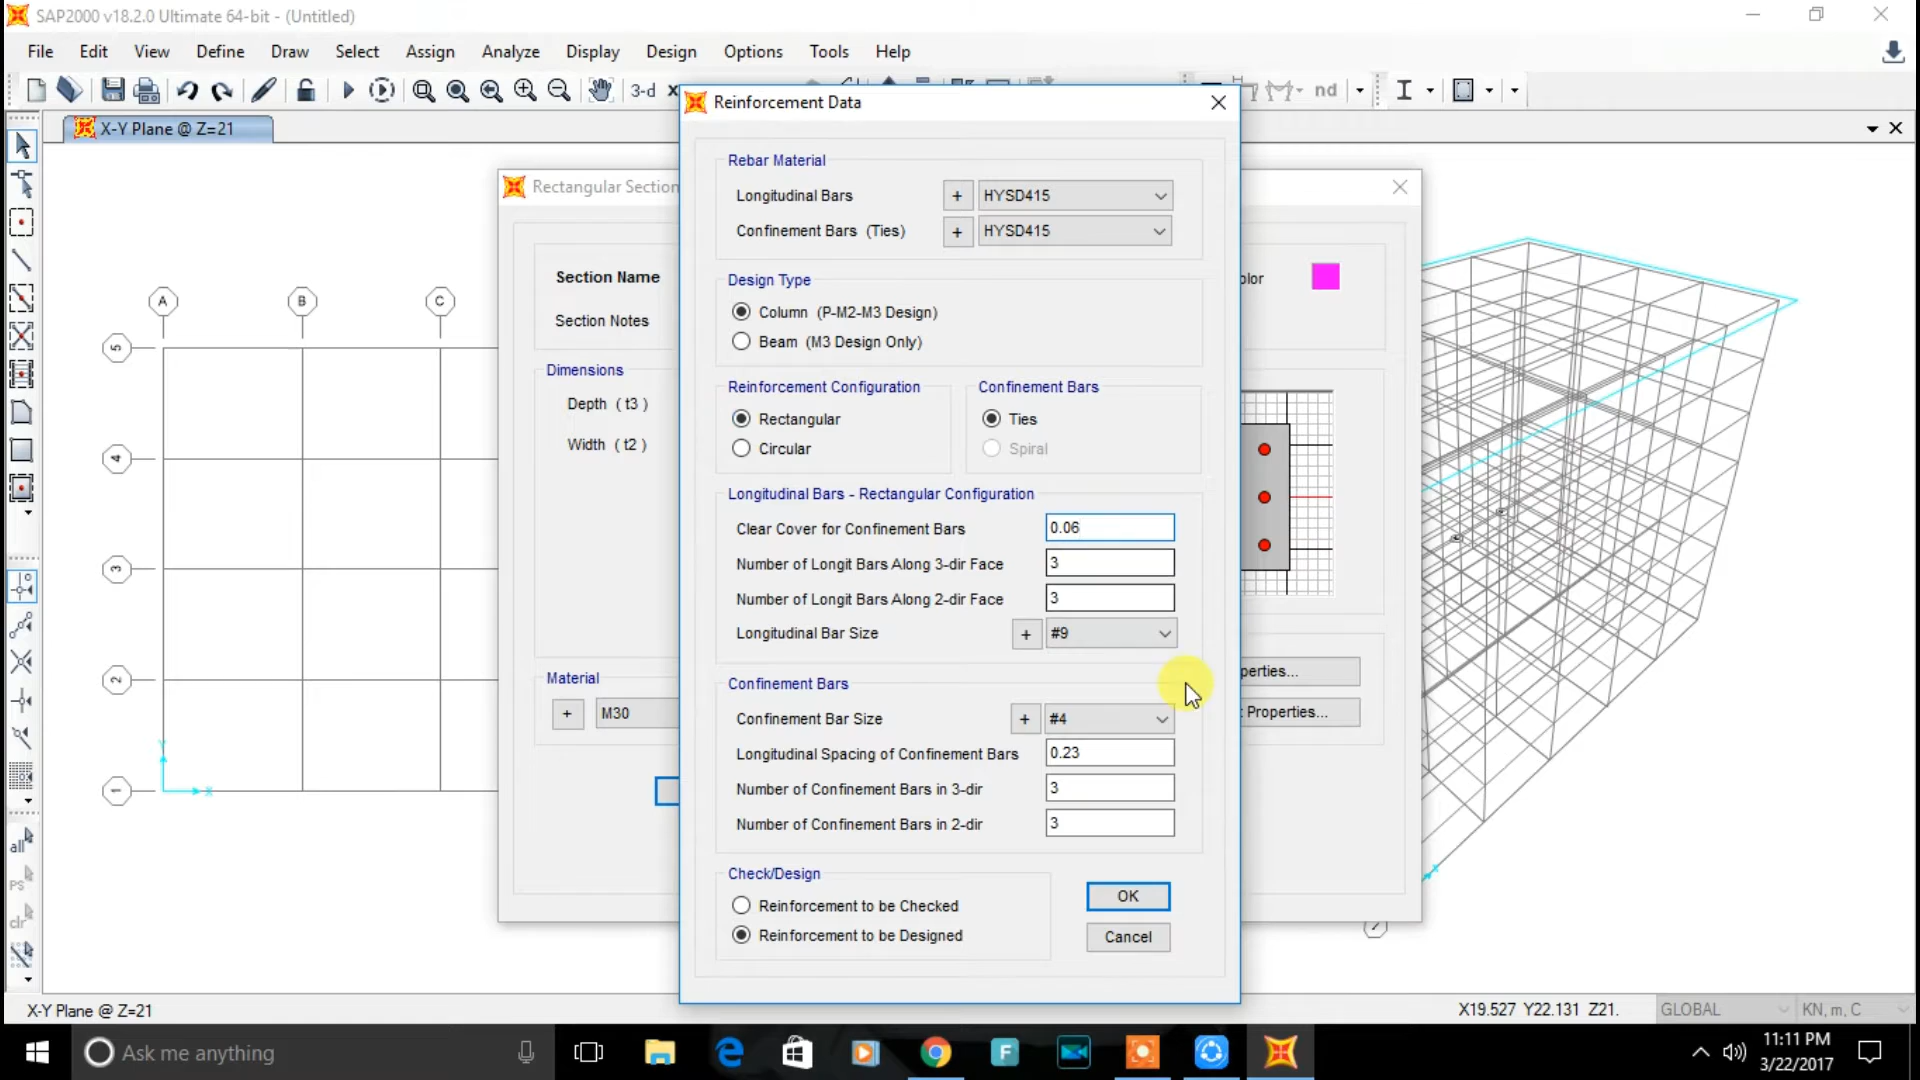 SAP2000 v18.2.0 Ultimate 64-bit - (Untitled)
File Edit View Define Draw Select Assign Analyze Display Design Options Tools Help
3-d x nd
X-Y Plane @ Z=21
Reinforcement Data
Rectangular Section
Rebar Material
Longitudinal Bars + HYSD415
Confinement Bars (Ties) + HYSD415
Section Name
olor
Section Notes
Design Type
Column (P-M2-M3 Design)
Beam (M3 Design Only)
Dimensions
Depth ( t3 )
Width ( t2 )
Reinforcement Configuration
Rectangular
Circular
Confinement Bars
Ties
Spiral
Longitudinal Bars - Rectangular Configuration
Clear Cover for Confinement Bars 0.06
Number of Longit Bars Along 3-dir Face 3
Number of Longit Bars Along 2-dir Face 3
Longitudinal Bar Size + #9
Material
+ M30
perties...
t Properties...
Confinement Bars
Confinement Bar Size + #4
Longitudinal Spacing of Confinement Bars 0.23
Number of Confinement Bars in 3-dir 3
Number of Confinement Bars in 2-dir 3
Check/Design
Reinforcement to be Checked
Reinforcement to be Designed
OK
Cancel
A B C
5
4
3
2
1
Y
X
all
PS
clr
X-Y Plane @ Z=21
X19.527 Y22.131 Z21.
GLOBAL
KN, m, C
Ask me anything
11:11 PM
3/22/2017